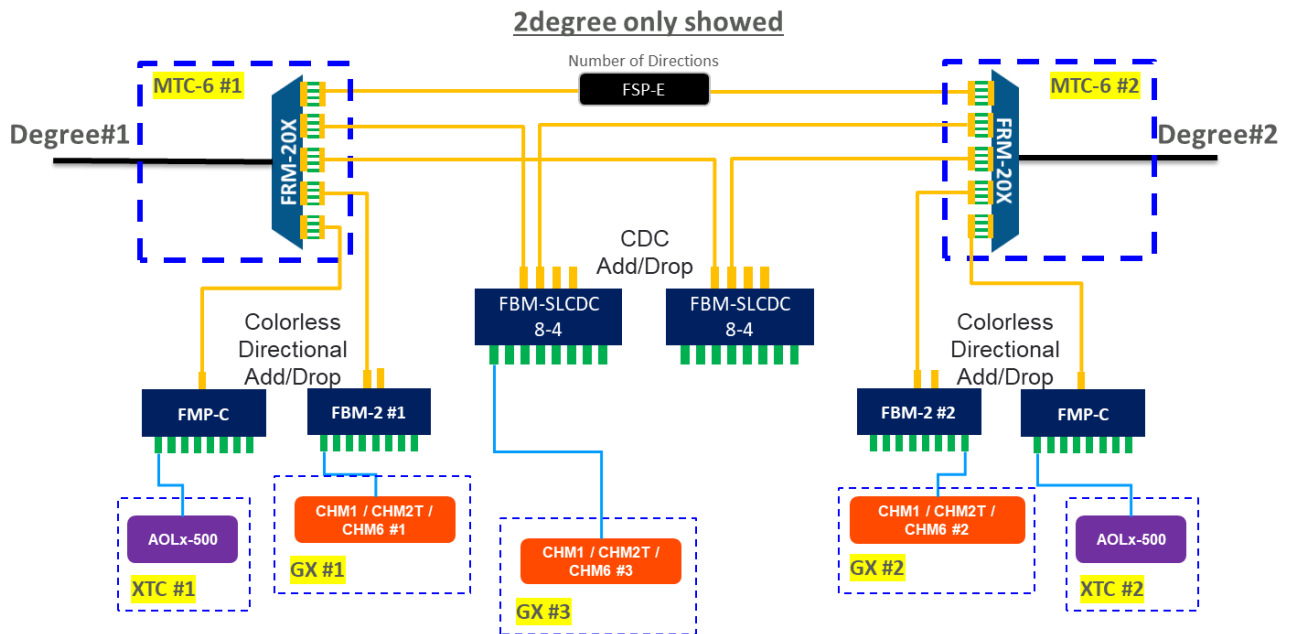 2degree only showed
Number of Directions
MTC-6 #1
FSP-E
MTC-6 #2
Degree#1
FRM-20X
FRM-20X
Degree#2
CDC
Add/Drop
FBM-SLCDC
8-4
FBM-SLCDC
8-4
Colorless
Directional
Add/Drop
Colorless
Directional
Add/Drop
FMP-C
FBM-2 #1
FBM-2 #2
FMP-C
CHM1 / CHM2T /
CHM6 #1
CHM1 / CHM2T /
CHM6 #2
AOLx-500
AOLx-500
CHM1 / CHM2T /
CHM6 #3
GX #1
GX #2
XTC #1
XTC #2
GX #3